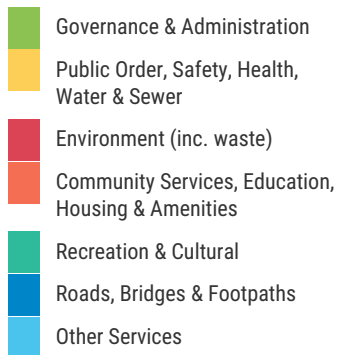 Governance & Administration
Public Order, Safety, Health,
Water & Sewer
Environment (inc. waste)
Community Services, Education,
Housing & Amenities
Recreation & Cultural
Roads, Bridges & Footpaths
Other Services